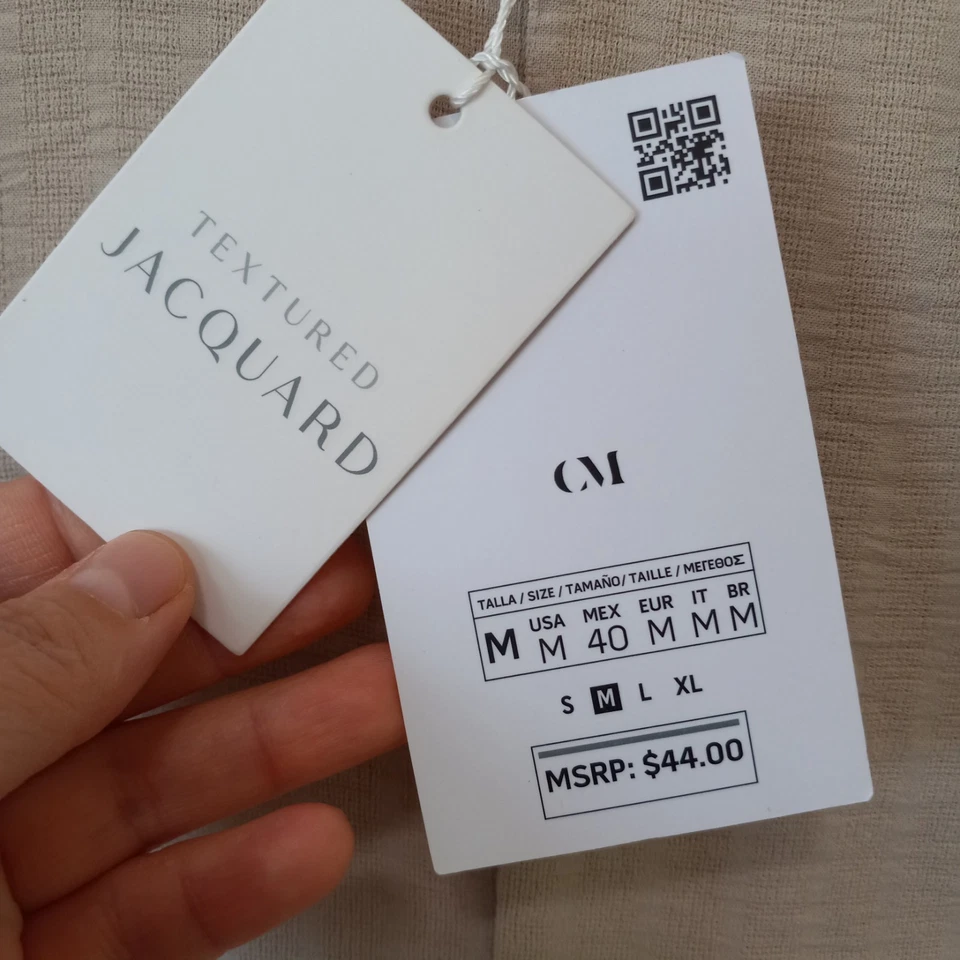 TEXTURED
JACQUARD
CM
TALLA / SIZE / TAMAÑO / TAILLE / ΜΕΓΕΘΟΣ
M USA MEX EUR IT BR
M 40 M M M
S M L XL
MSRP: $44.00